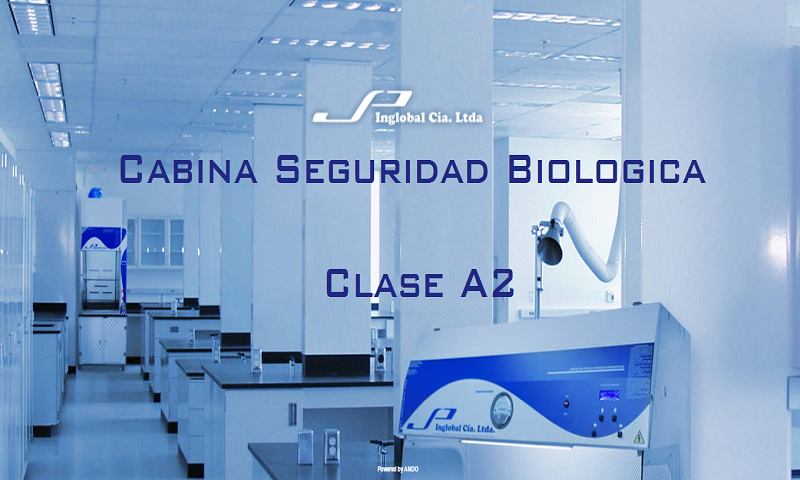 Inglobal Cia. Ltda
Cabina Seguridad Biologica
Clase A2
Inglobal Cia. Ltda.
Powered by ANDO